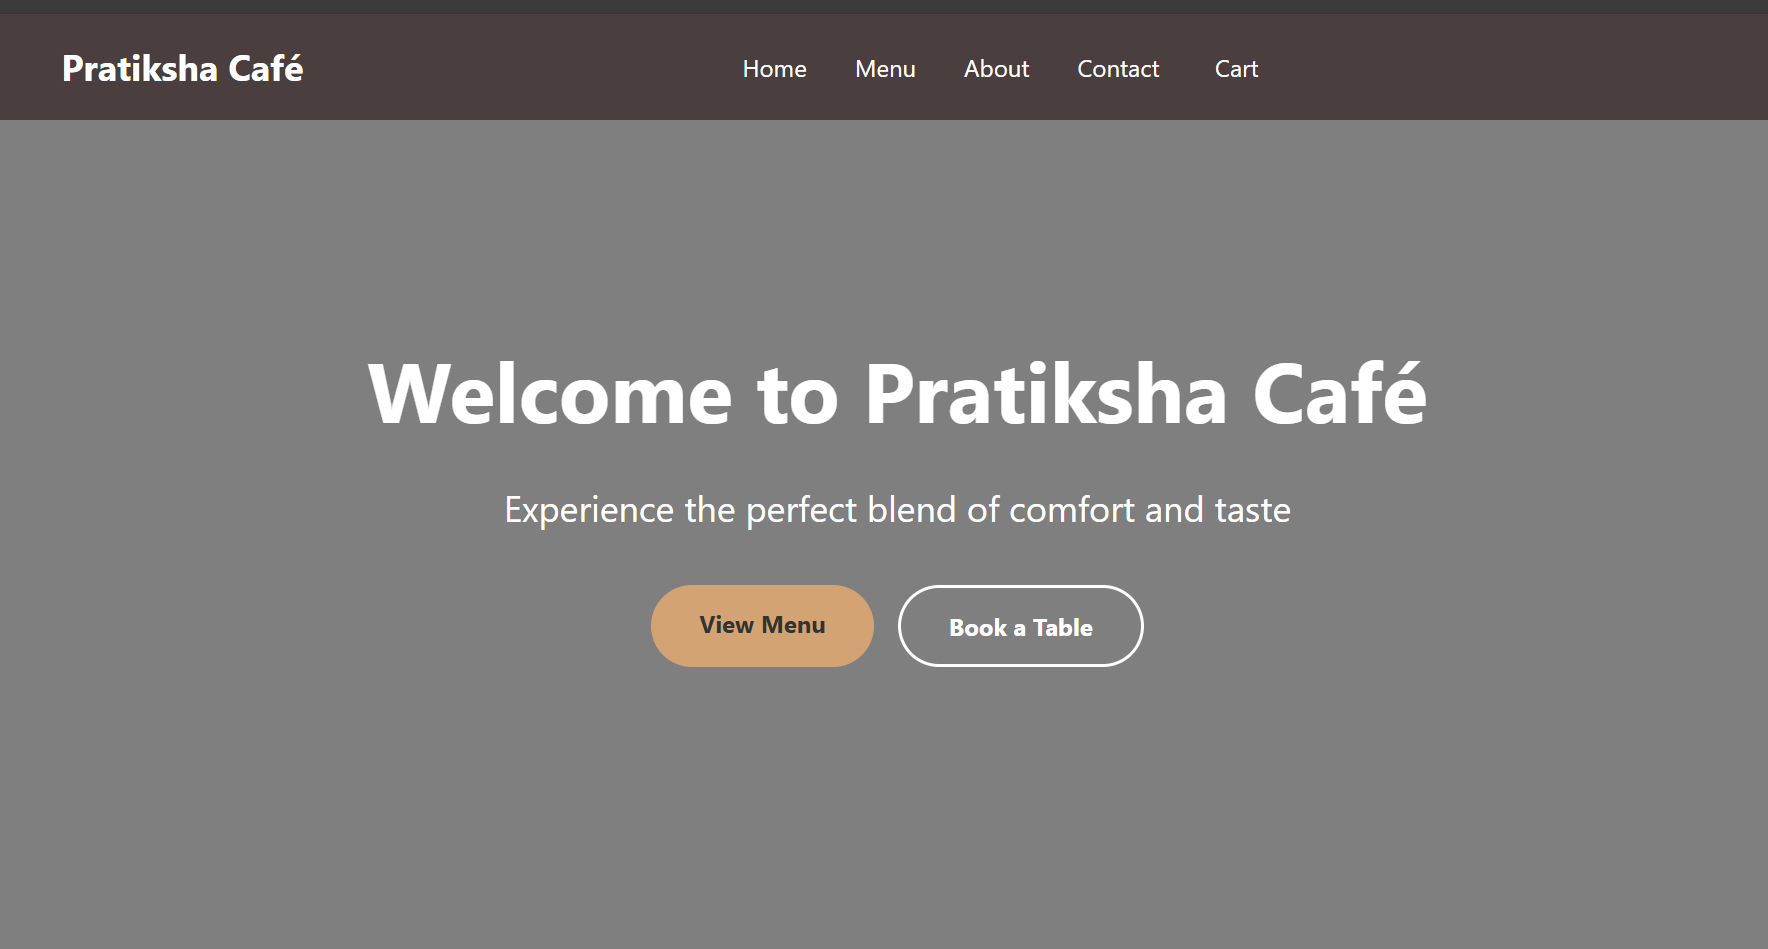 Pratiksha Café
Home Menu About Contact Cart
Welcome to Pratiksha Café
Experience the perfect blend of comfort and taste
View Menu
Book a Table